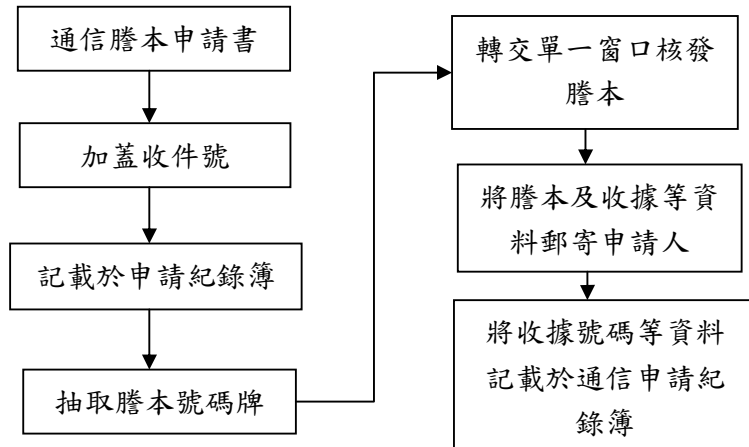 通信謄本申請書
加蓋收件號
記載於申請紀錄簿
抽取謄本號碼牌
轉交單一窗口核發
謄本
將謄本及收據等資
料郵寄申請人
將收據號碼等資料
記載於通信申請紀
錄簿